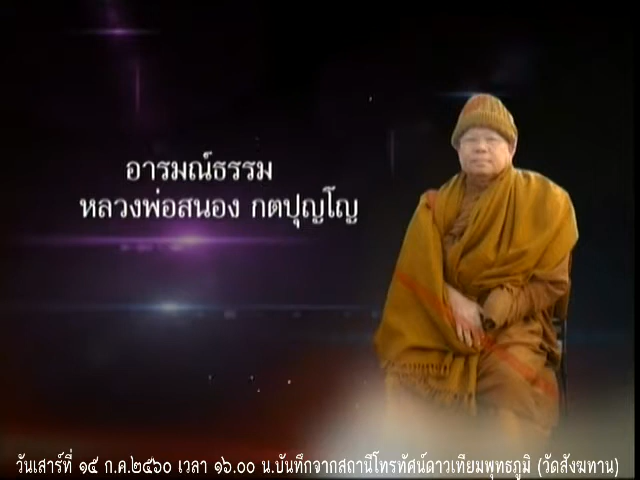 อารมณ์ธรรม
หลวงพ่อสนอง กตปุญโญ
วันเสาร์ที่ ๑๕ ก.ค.๒๕๖๐ เวลา ๑๖.๐๐ น.บันทึกจากสถานีโทรทัศน์ดาวเทียมพุทธภูมิ (วัดสังฆทาน)